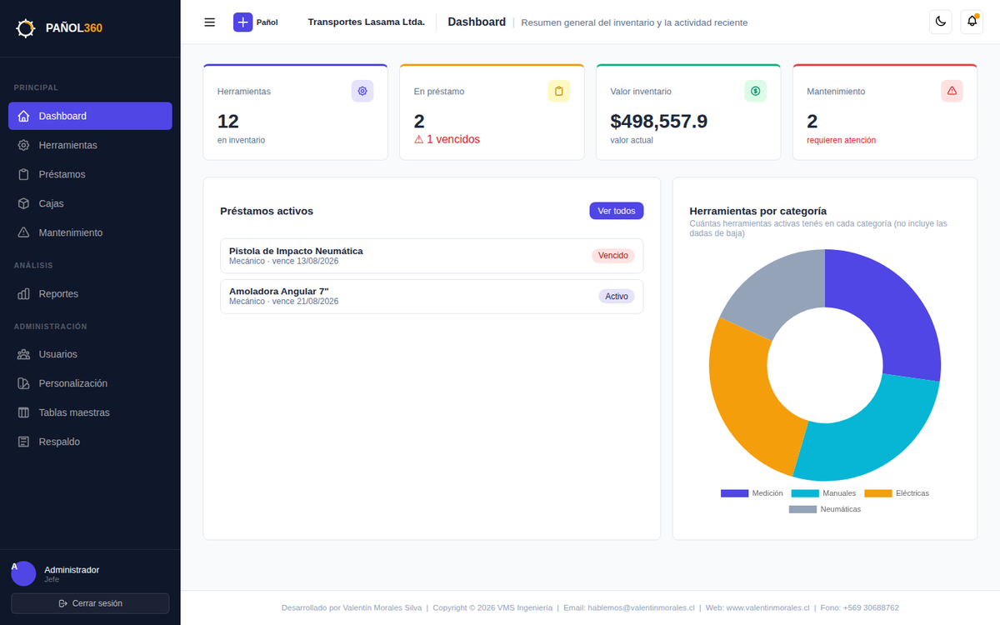 PAÑOL360
PRINCIPAL
Dashboard
Herramientas
Préstamos
Cajas
Mantenimiento
ANÁLISIS
Reportes
ADMINISTRACIÓN
Usuarios
Personalización
Tablas maestras
Respaldo
A
Administrador
Jefe
Cerrar sesión
Pañol
Transportes Lasama Ltda.
Dashboard | Resumen general del inventario y la actividad reciente
Herramientas
12
en inventario
En préstamo
2
⚠ 1 vencidos
Valor inventario
$498,557.9
valor actual
Mantenimiento
2
requieren atención
Préstamos activos
Ver todos
Pistola de Impacto Neumática
Mecánico · vence 13/08/2026
Vencido
Amoladora Angular 7"
Mecánico · vence 21/08/2026
Activo
Herramientas por categoría
Cuántas herramientas activas tenés en cada categoría (no incluye las
dadas de baja)
Medición Manuales Eléctricas
Neumáticas
Desarrollado por Valentín Morales Silva | Copyright © 2026 VMS Ingeniería | Email: hablemos@valentinmorales.cl | Web: www.valentinmorales.cl | Fono: +569 30688762